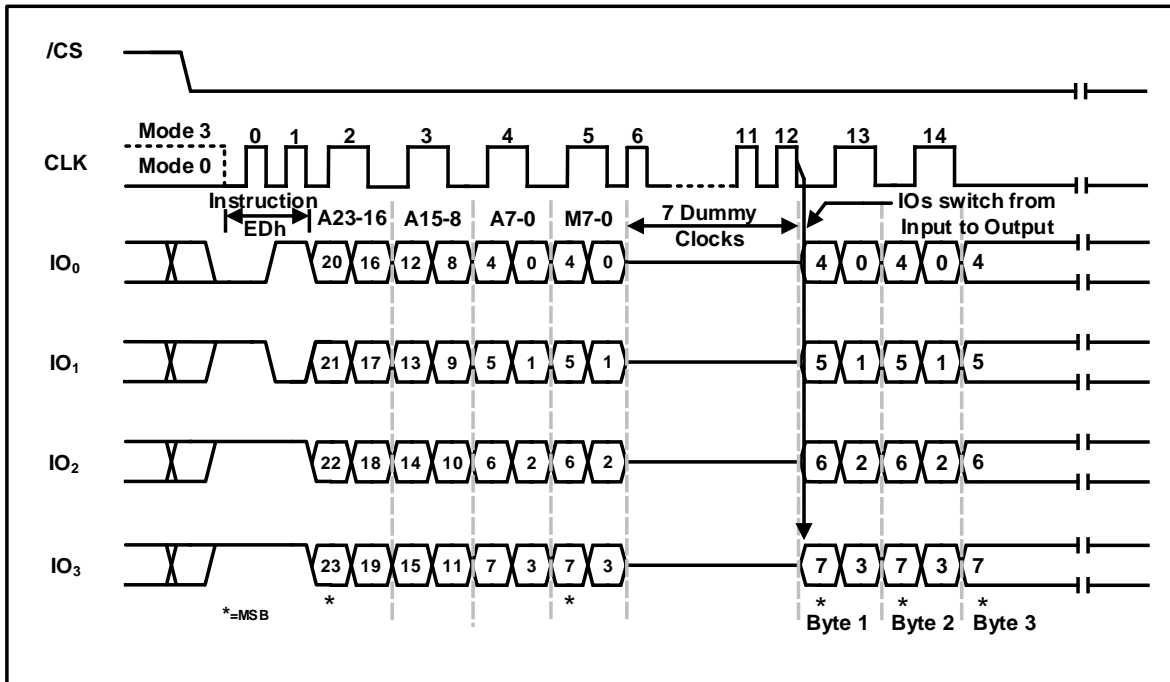 /CS
Mode 3
0 1 2 3 4 5 6 11 12 13 14
CLK
Mode 0
Instruction
EDh
A23-16 A15-8 A7-0 M7-0
7 Dummy
Clocks
IOs switch from
Input to Output
IO0
20 16 12 8 4 0 4 0 4 0 4 0 4
IO1
21 17 13 9 5 1 5 1 5 1 5 1 5
IO2
22 18 14 10 6 2 6 2 6 2 6 2 6
IO3
23 19 15 11 7 3 7 3 7 3 7 3 7
* * * * *
*=MSB
Byte 1 Byte 2 Byte 3